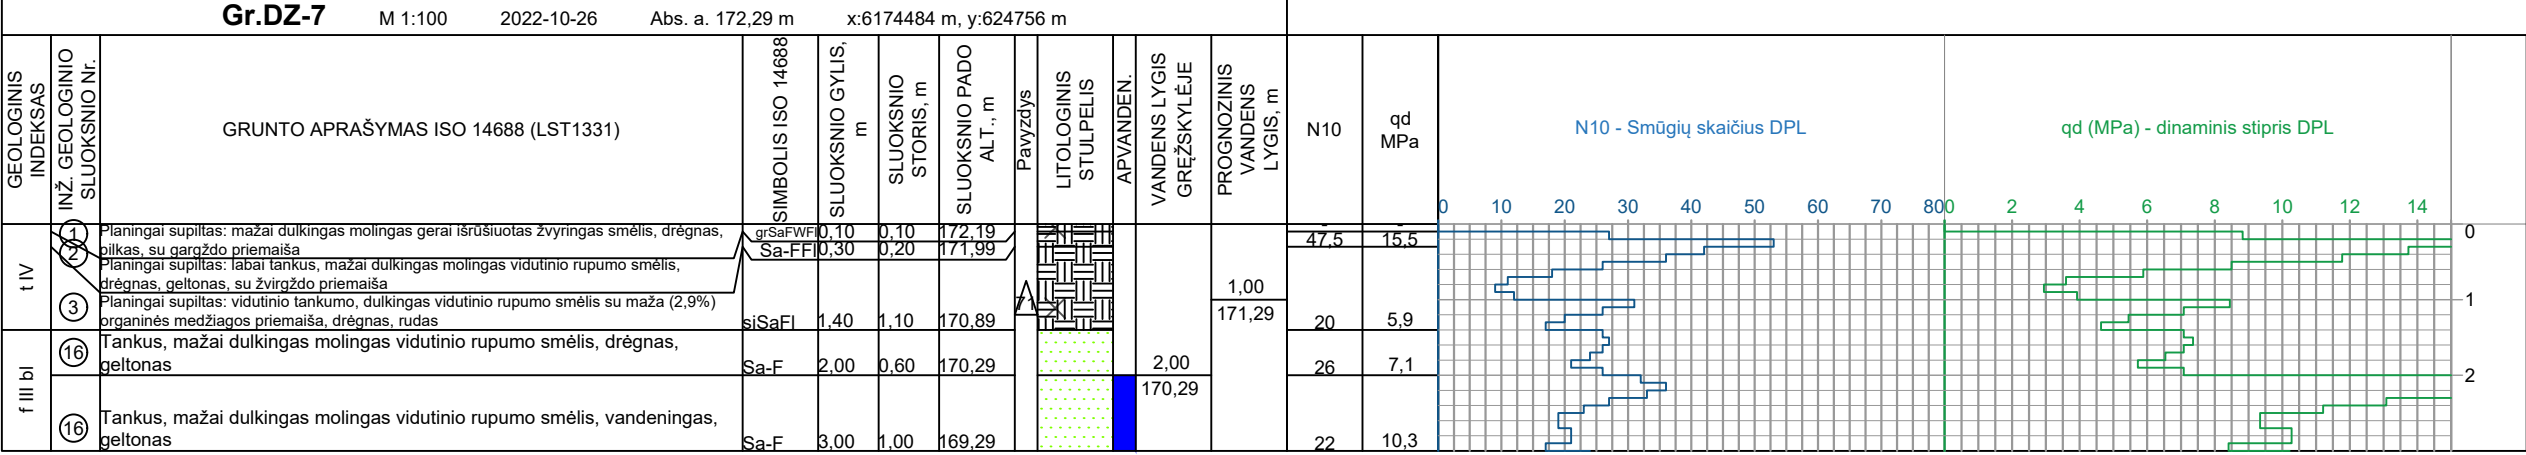 Gr.DZ-7 M 1:100 2022-10-26 Abs. a. 172,29 m x:6174484 m, y:624756 m
GEOLOGINIS
INDEKSAS
INŽ. GEOLOGINIO
SLUOKSNIO Nr.
GRUNTO APRAŠYMAS ISO 14688 (LST1331)
SIMBOLIS ISO 14688
SLUOKSNIO GYLIS,
m
SLUOKSNIO
STORIS, m
SLUOKSNIO PADO
ALT., m
Pavyzdys
LITOLOGINIS
STULPELIS
APVANDEN.
VANDENS LYGIS
GRĘŽSKYLĖJE
PROGNOZINIS
VANDENS
LYGIS, m
N10
qd
MPa
N10 - Smūgių skaičius DPL
qd (MPa) - dinaminis stipris DPL
0 10 20 30 40 50 60 70 80
0 2 4 6 8 10 12 14
t IV
1
Planingai supiltas: mažai dulkingas molingas gerai išrūšiuotas žvyringas smėlis, drėgnas,
pilkas, su gargždo priemaiša
grSaFWFl 0,10 0,10 172,19
2
Planingai supiltas: labai tankus, mažai dulkingas molingas vidutinio rupumo smėlis,
drėgnas, geltonas, su žvirgždo priemaiša
Sa-FFl 0,30 0,20 171,99
47,5 15,5
0
3
Planingai supiltas: vidutinio tankumo, dulkingas vidutinio rupumo smėlis su maža (2,9%)
organinės medžiagos priemaiša, drėgnas, rudas
siSaFl 1,40 1,10 170,89
71
1,00
171,29
20 5,9
1
f III bl
16
Tankus, mažai dulkingas molingas vidutinio rupumo smėlis, drėgnas,
geltonas
Sa-F 2,00 0,60 170,29
2,00
170,29
26 7,1
2
16
Tankus, mažai dulkingas molingas vidutinio rupumo smėlis, vandeningas,
geltonas
Sa-F 3,00 1,00 169,29
22 10,3